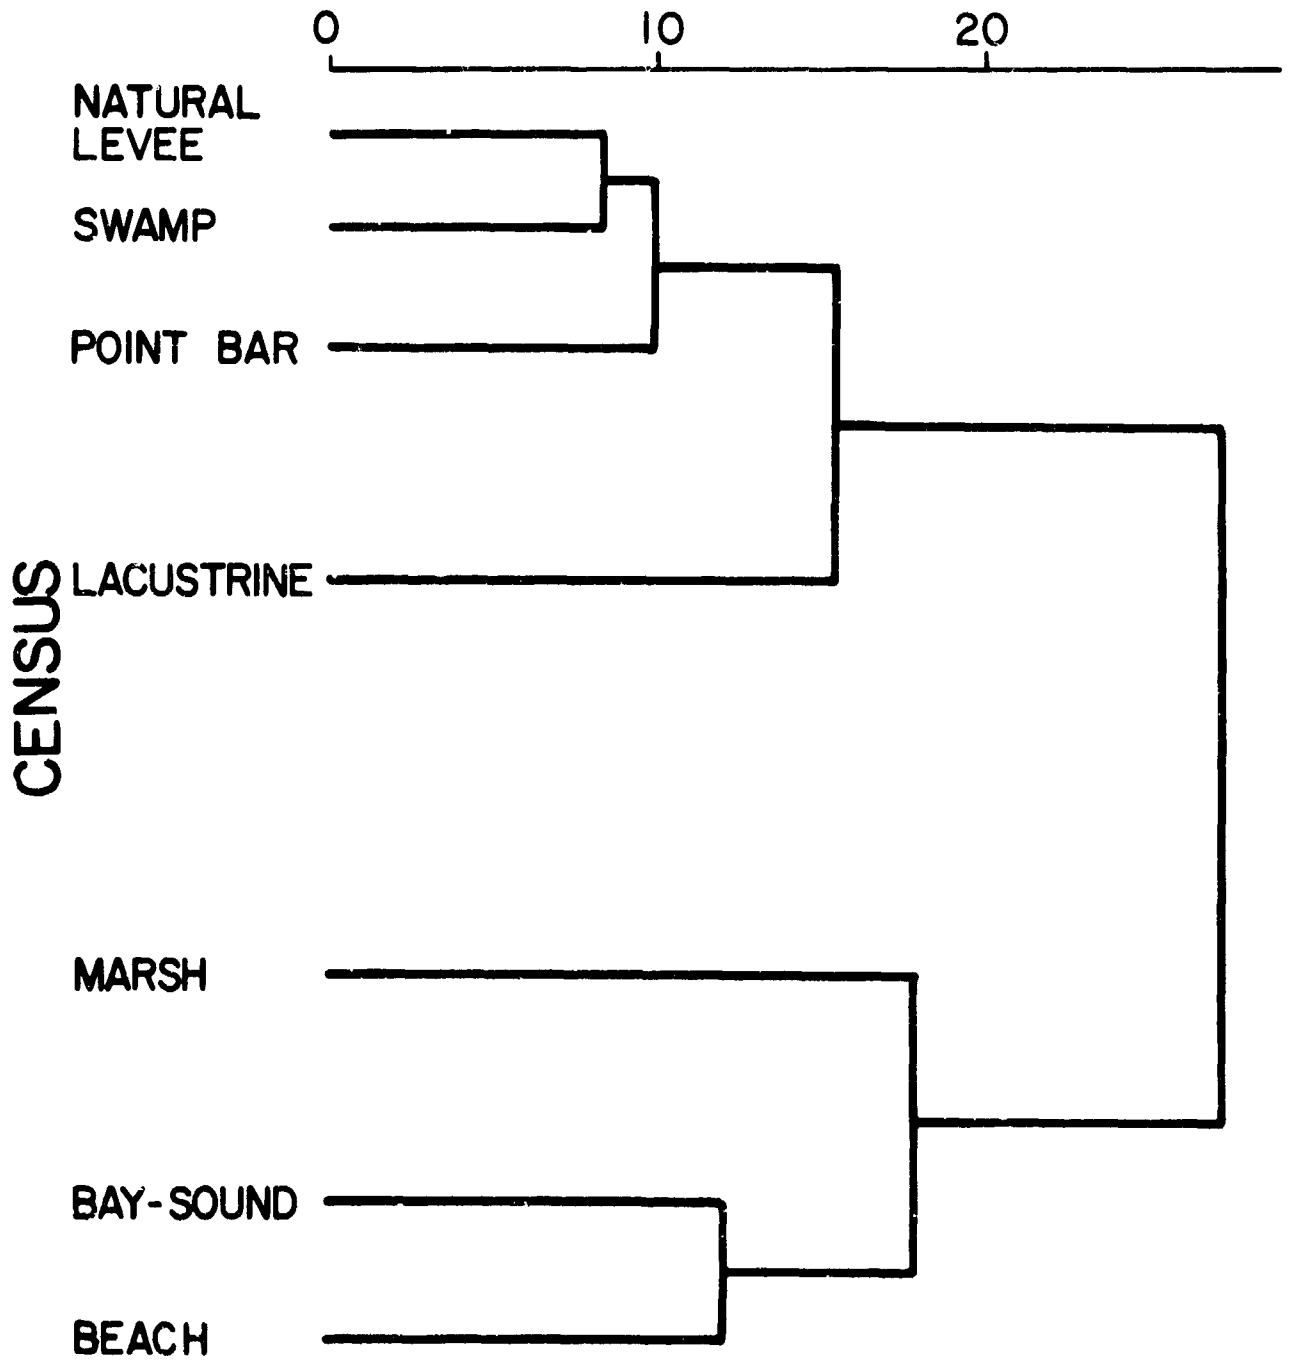 0 10 20
NATURAL
LEVEE
SWAMP
POINT BAR
LACUSTRINE
CENSUS
MARSH
BAY-SOUND
BEACH